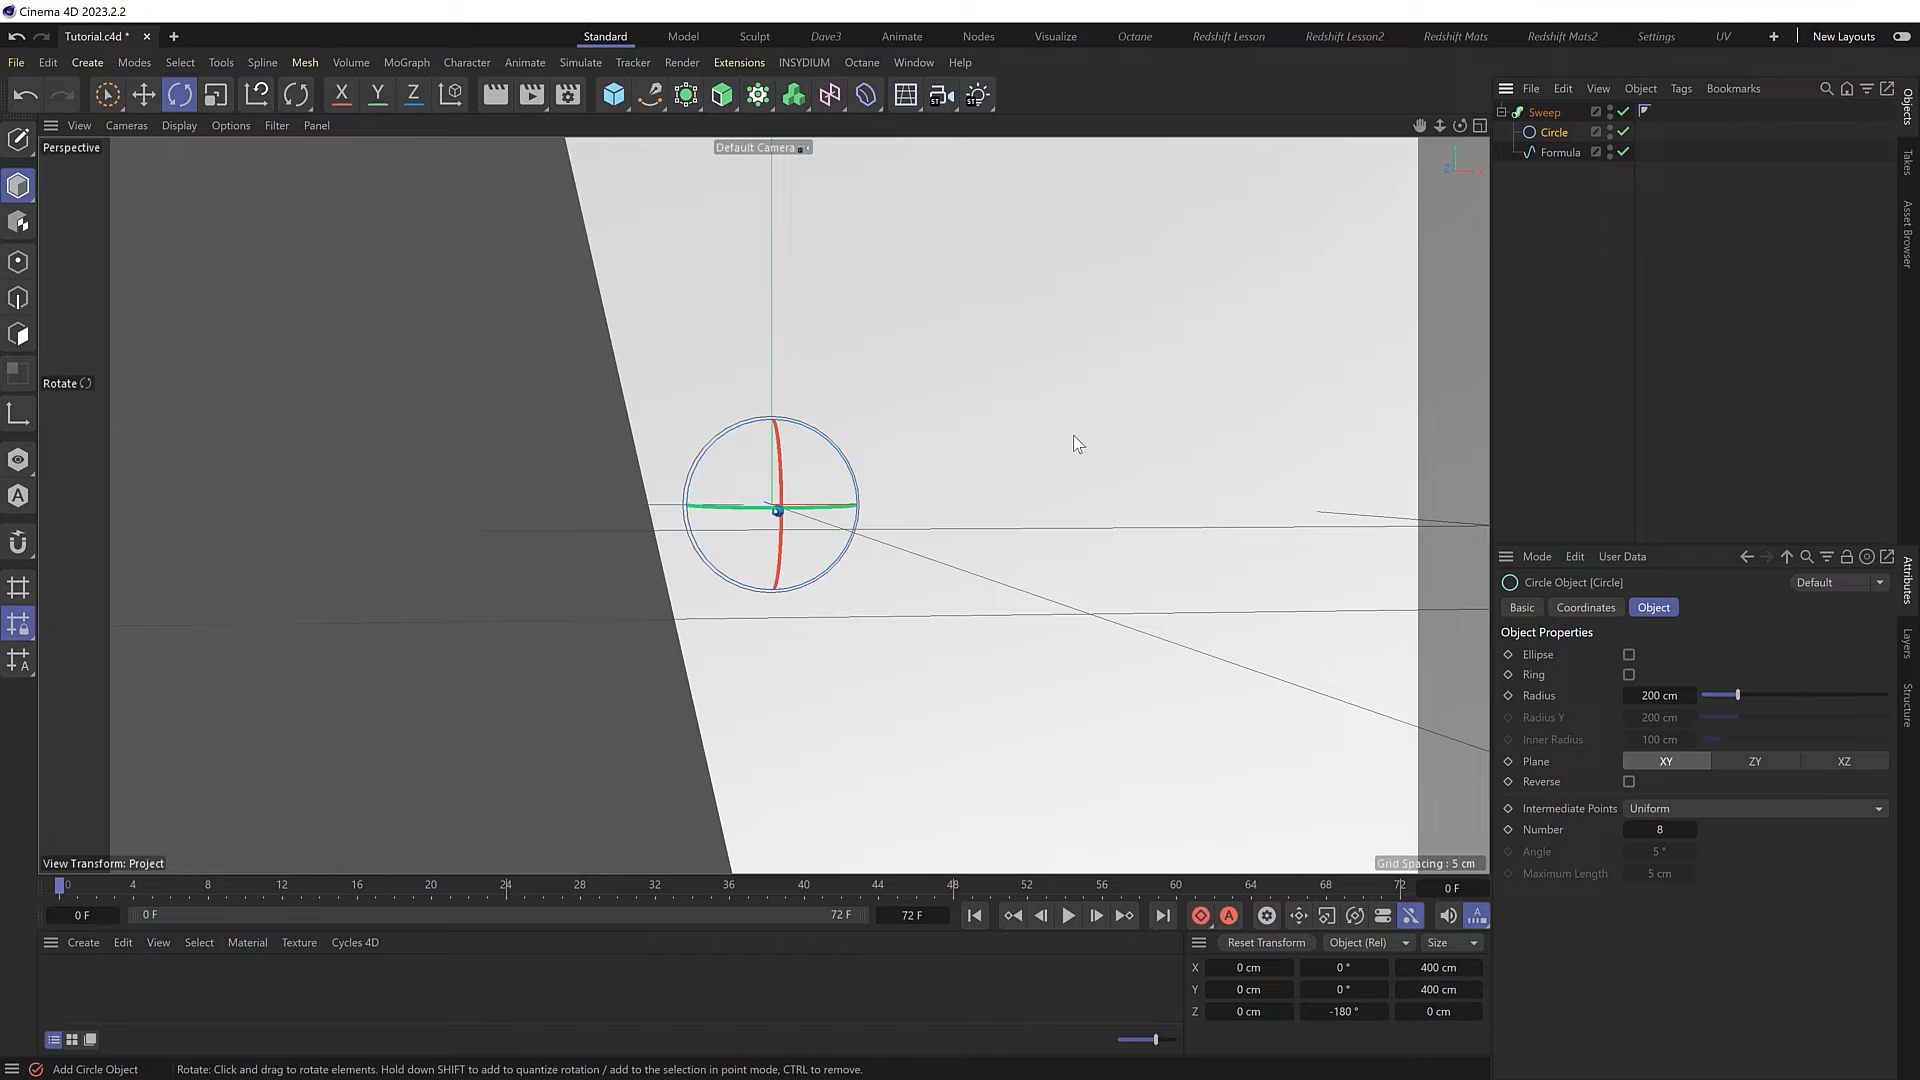 Cinema 4D 2023.2.2
Tutorial.c4d *
Standard Model Sculpt Dave3 Animate Nodes Visualize Octane Redshift Lesson Redshift Lesson2 Redshift Mats Redshift Mats2 Settings UV New Layouts
File Edit Create Modes Select Tools Spline Mesh Volume MoGraph Character Animate Simulate Tracker Render Extensions INSYDIUM Octane Window Help
X Y Z
ST ST ST
View Cameras Display Options Filter Panel
Perspective
Default Camera
Z X
Rotate
View Transform: Project
Grid Spacing : 5 cm
File Edit View Object Tags Bookmarks
Sweep
Circle
Formula
Objects
Takes
Asset Browser
Mode Edit User Data
Circle Object [Circle]
Default
Basic Coordinates Object
Object Properties
Ellipse
Ring
Radius 200 cm
Radius Y 200 cm
Inner Radius 100 cm
Plane XY ZY XZ
Reverse
Intermediate Points Uniform
Number 8
Angle 5 °
Maximum Length 5 cm
Attributes
Layers
Structure
0 4 8 12 16 20 24 28 32 36 40 44 48 52 56 60 64 68 72 0 F
0 F 0 F 72 F 72 F
Create Edit View Select Material Texture Cycles 4D
Reset Transform Object (Rel) Size
X 0 cm 0 ° 400 cm
Y 0 cm 0 ° 400 cm
Z 0 cm -180 ° 0 cm
Add Circle Object Rotate: Click and drag to rotate elements. Hold down SHIFT to add to quantize rotation / add to the selection in point mode, CTRL to remove.